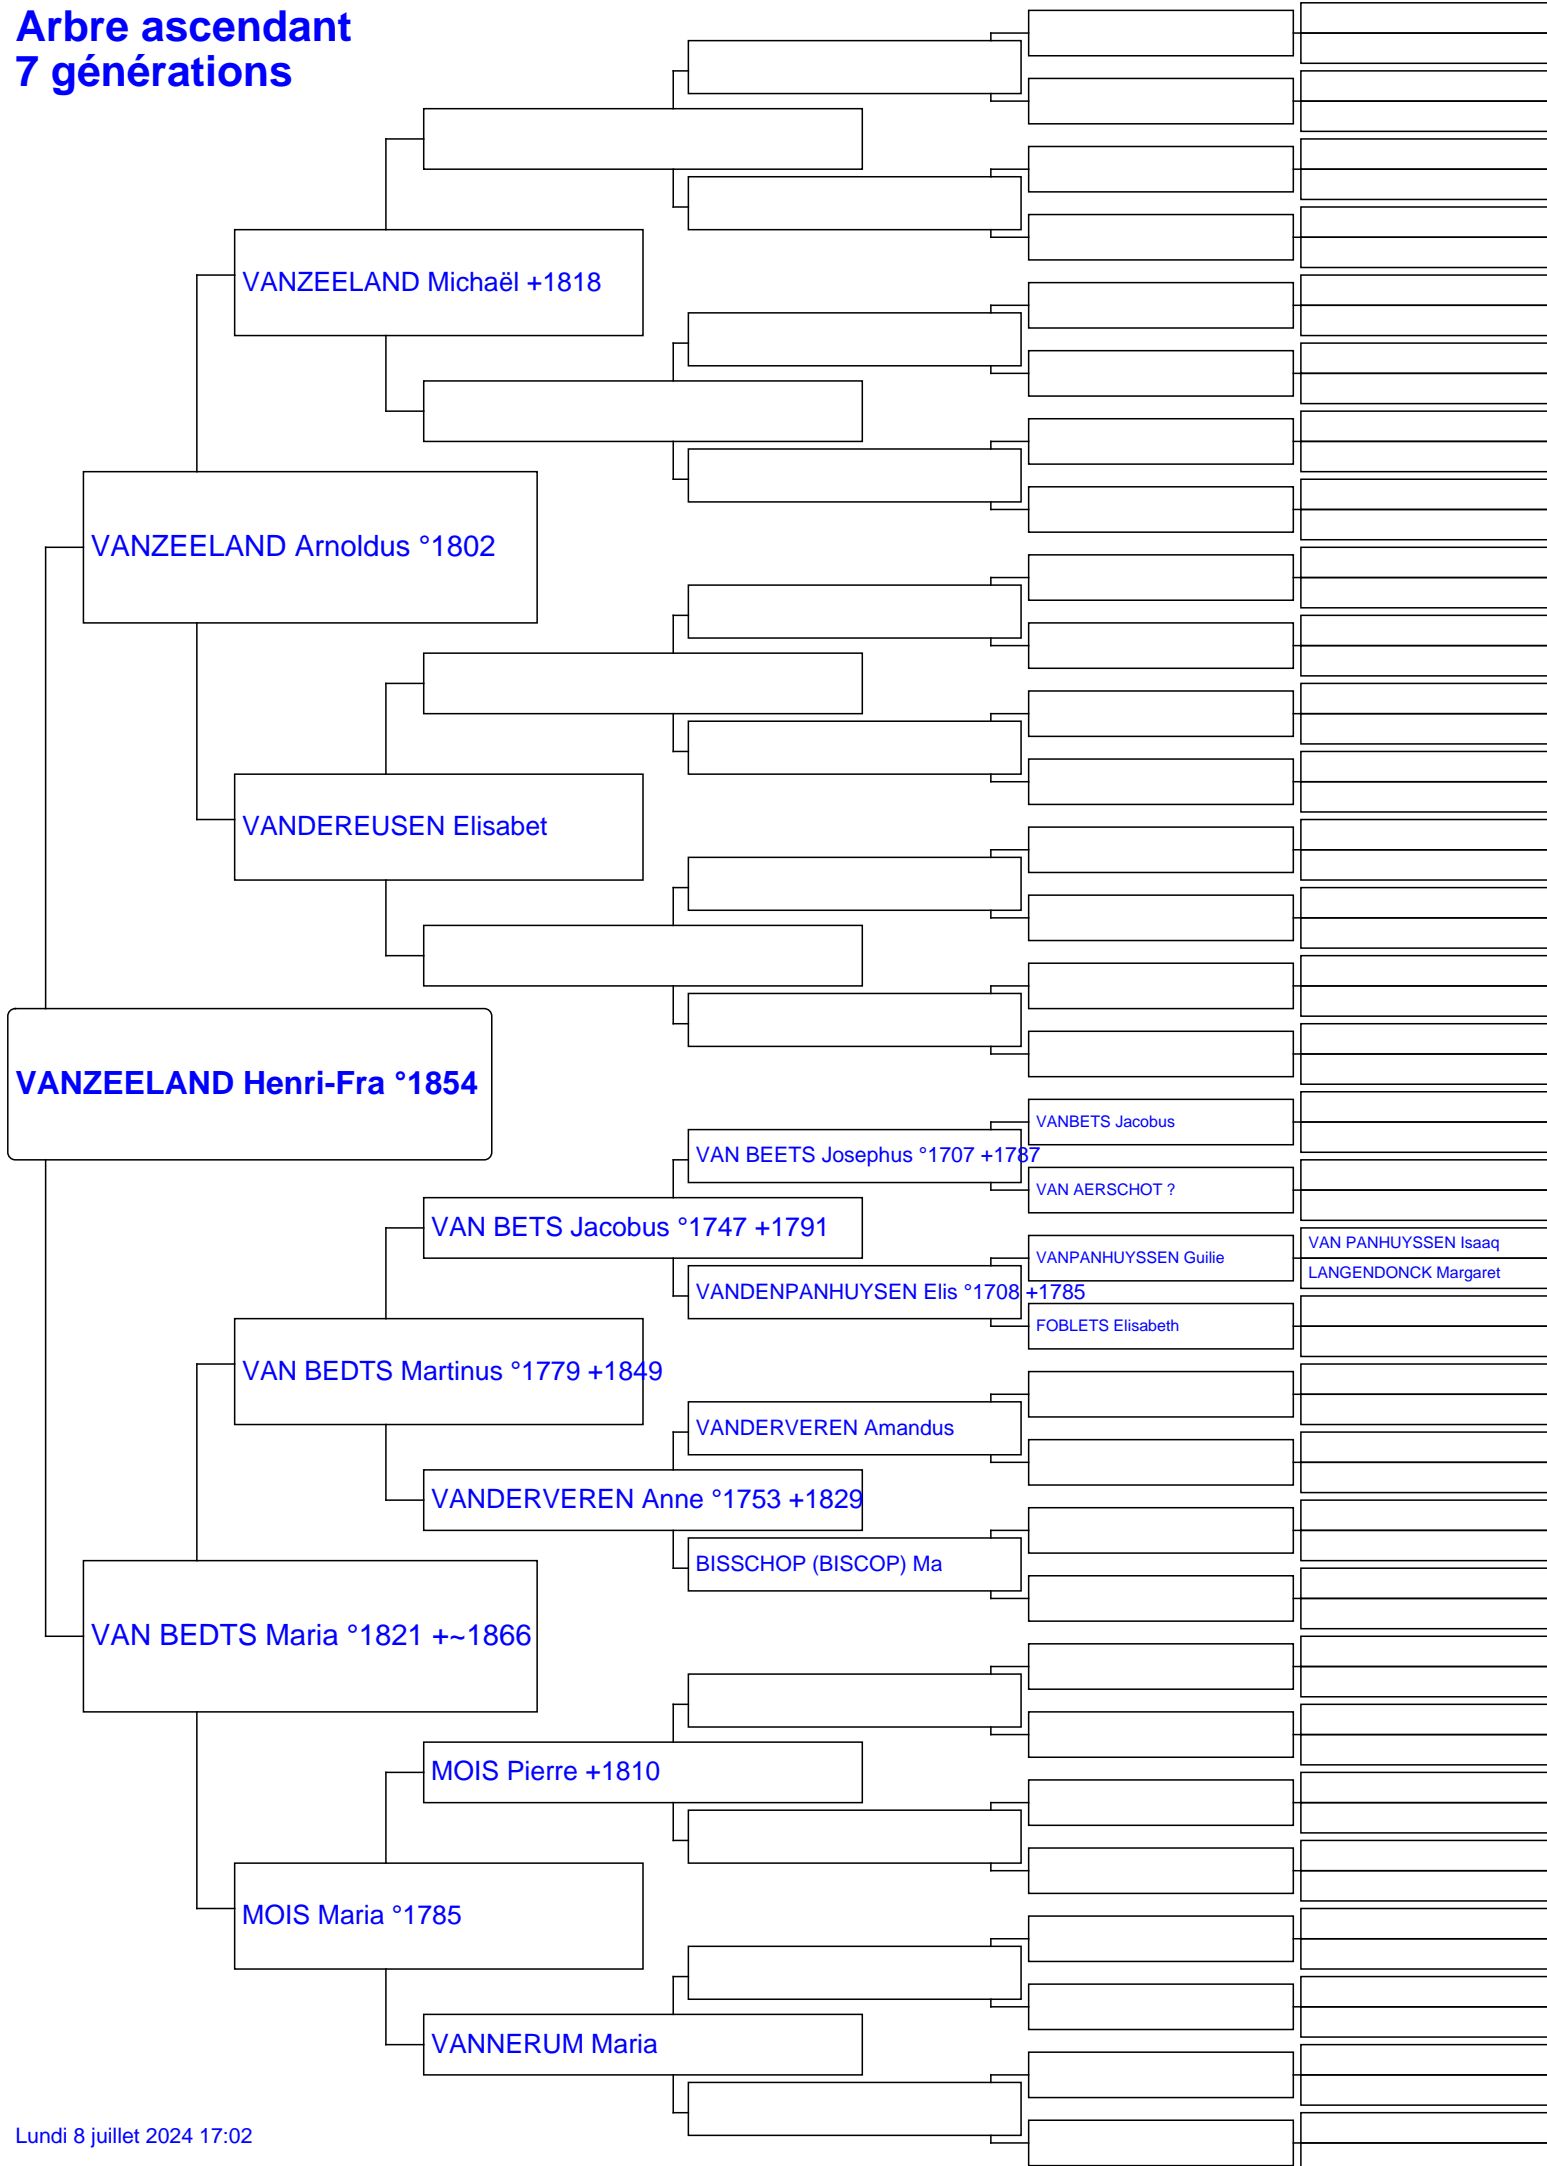 Arbre ascendant
7 générations
VANZEELAND Michaël +1818
VANZEELAND Arnoldus °1802
VANDEREUSEN Elisabet
VANZEELAND Henri-Fra °1854
VANBETS Jacobus
VAN BEETS Josephus °1707 +1787
VAN AERSCHOT ?
VAN BETS Jacobus °1747 +1791
VAN PANHUYSSEN Isaaq
VANPANHUYSSEN Guilie
LANGENDONCK Margaret
VANDENPANHUYSEN Elis °1708 +1785
FOBLETS Elisabeth
VAN BEDTS Martinus °1779 +1849
VANDERVEREN Amandus
VANDERVEREN Anne °1753 +1829
BISSCHOP (BISCOP) Ma
VAN BEDTS Maria °1821 +~1866
MOIS Pierre +1810
MOIS Maria °1785
VANNERUM Maria
Lundi 8 juillet 2024 17:02